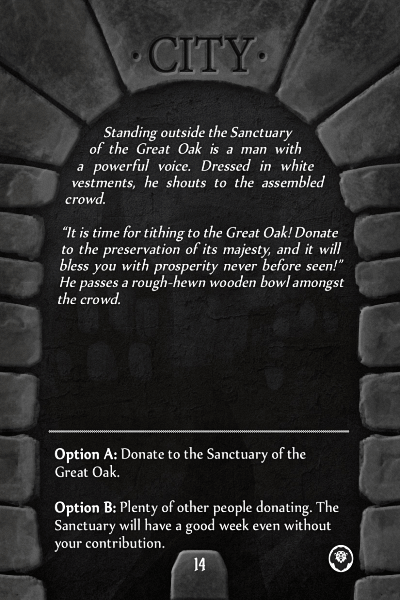 · CITY ·
Standing outside the Sanctuary
of the Great Oak is a man with
a powerful voice. Dressed in white
vestments, he shouts to the assembled
crowd.
“It is time for tithing to the Great Oak! Donate
to the preservation of its majesty, and it will
bless you with prosperity never before seen!”
He passes a rough-hewn wooden bowl amongst
the crowd.
Option A: Donate to the Sanctuary of the
Great Oak.
Option B: Plenty of other people donating. The
Sanctuary will have a good week even without
your contribution.
14